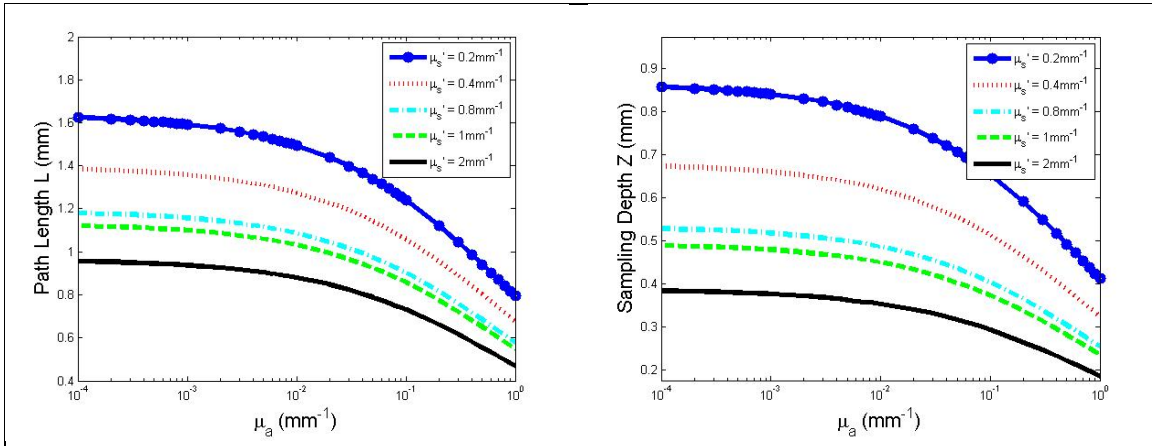 2
1.8
1.6
1.4
1.2
1
0.8
0.6
0.4
Path Length L (mm)
10⁻⁴ 10⁻³ 10⁻² 10⁻¹ 10⁰
μₐ (mm⁻¹)
μₛ' = 0.2mm⁻¹
μₛ' = 0.4mm⁻¹
μₛ' = 0.8mm⁻¹
μₛ' = 1mm⁻¹
μₛ' = 2mm⁻¹
0.9
0.8
0.7
0.6
0.5
0.4
0.3
0.2
Sampling Depth Z (mm)
10⁻⁴ 10⁻³ 10⁻² 10⁻¹ 10⁰
μₐ (mm⁻¹)
μₛ' = 0.2mm⁻¹
μₛ' = 0.4mm⁻¹
μₛ' = 0.8mm⁻¹
μₛ' = 1mm⁻¹
μₛ' = 2mm⁻¹